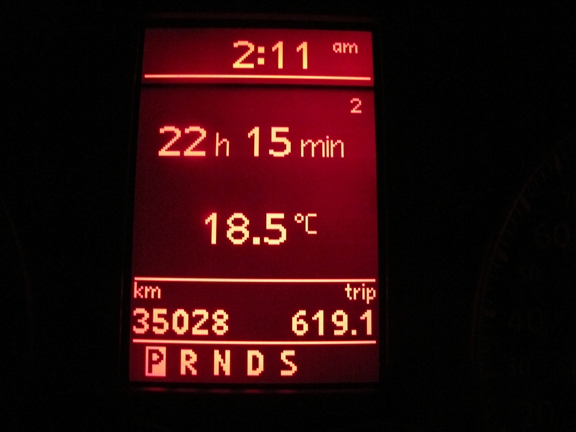 2:11 am
2
22 h 15 min
18.5 °C
km trip
35028 619.1
P R N D S